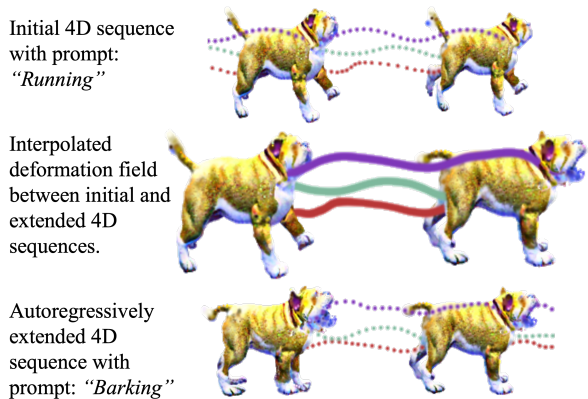 Initial 4D sequence
with prompt:
“Running”
Interpolated
deformation field
between initial and
extended 4D
sequences.
Autoregressively
extended 4D
sequence with
prompt: “Barking”